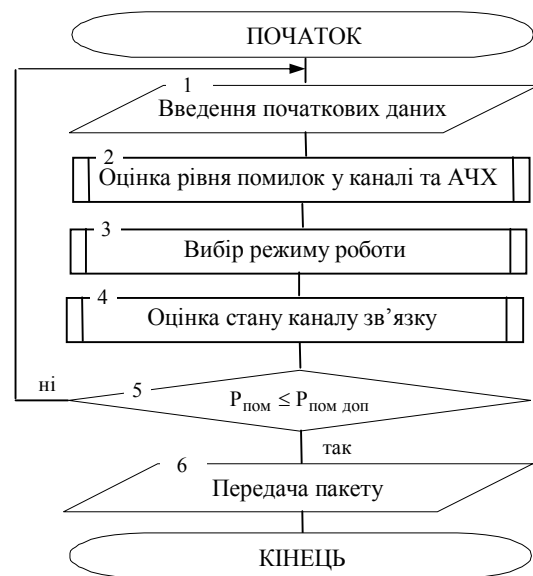 ПОЧАТОК
1
Введення початкових даних
2
Оцінка рівня помилок у каналі та АЧХ
3
Вибір режиму роботи
4
Оцінка стану каналу зв’язку
ні
5
Pпом ≤ Pпом доп
так
6
Передача пакету
КІНЕЦЬ